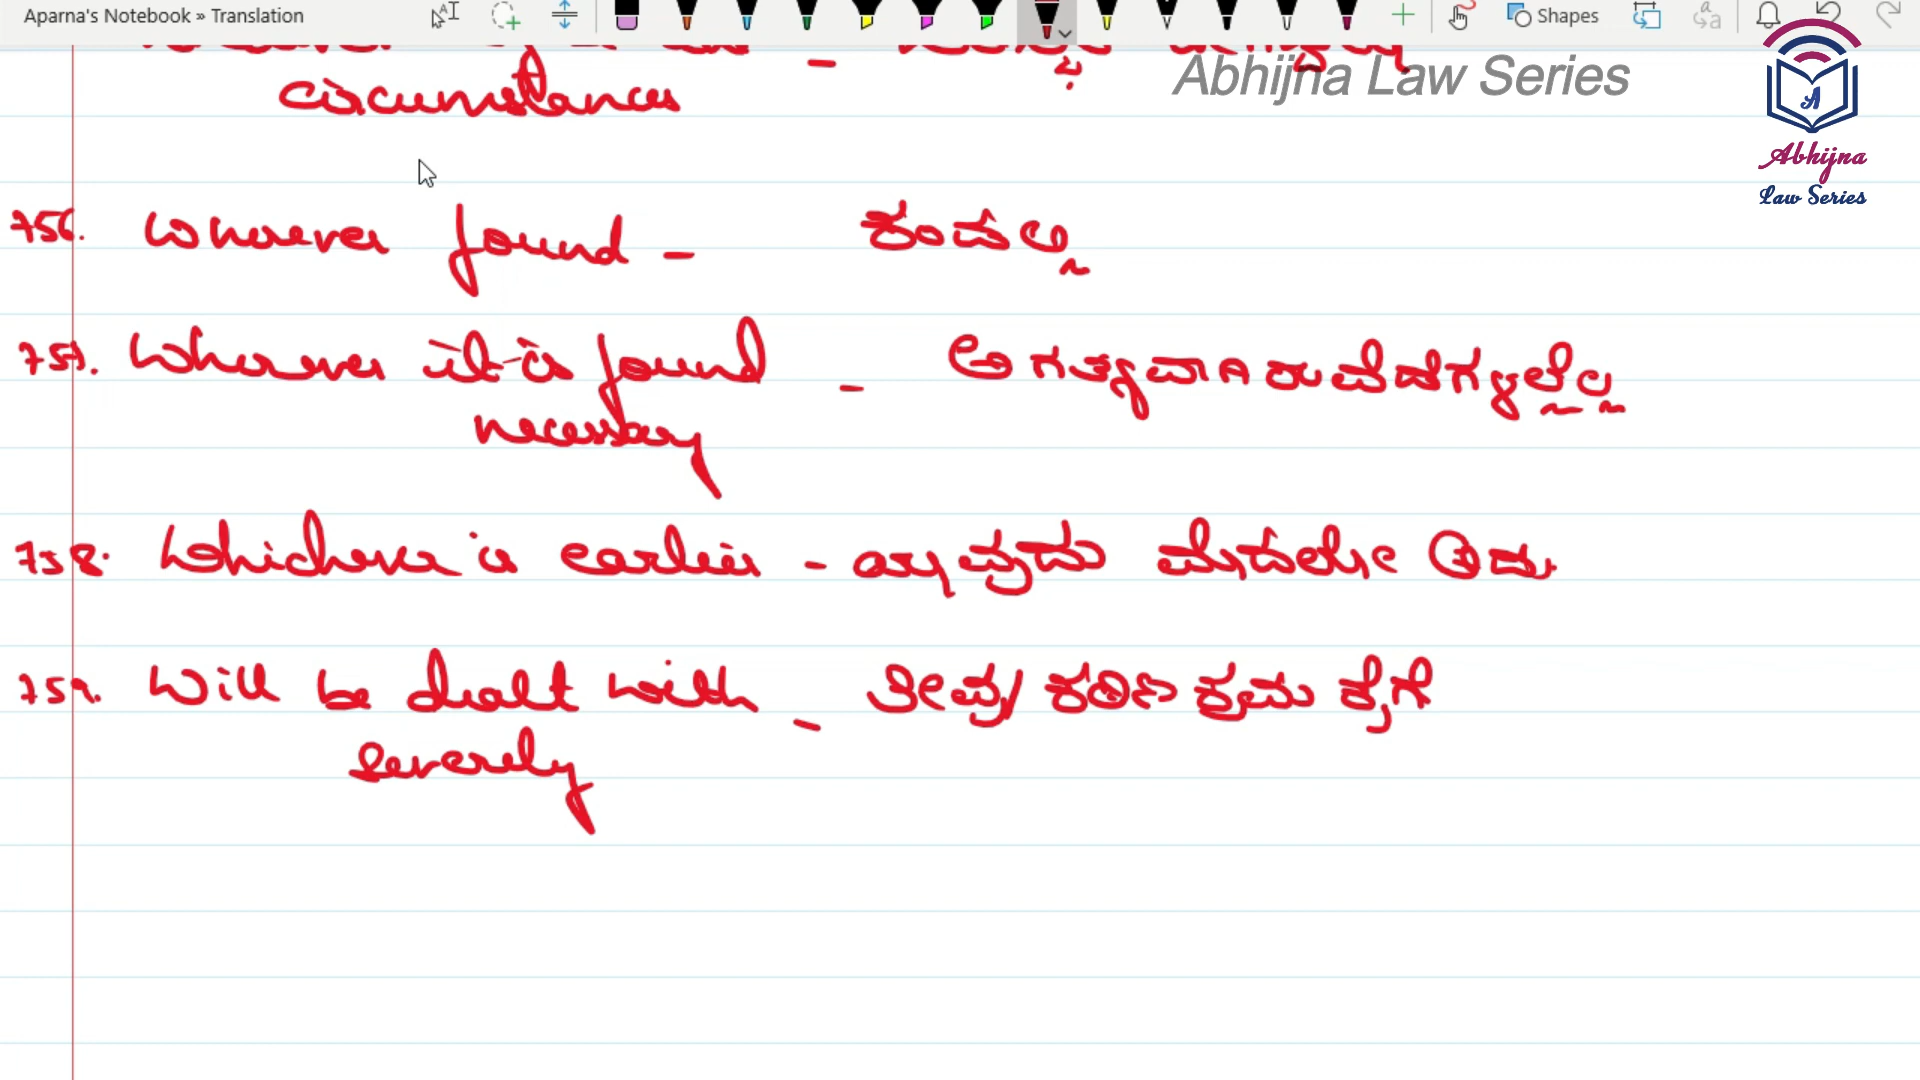 Aparna's Notebook » Translation
Shapes
Abhijna Law Series
circumstances
Abhijna
Law Series
756. wherever found - ಕಂಡಲ್ಲಿ
757. Wherever it is found - ಅಗತ್ಯವಾಗಿರುವೆಡೆಗಳಲ್ಲೆಲ್ಲ
necessary
758. Whichever is earlier - ಯಾವುದು ಮೊದಲೋ ಅದು
759. Will be dealt with - ತೀವ್ರ/ ಕಠಿಣ ಕ್ರಮ ಕೈಗೆ
severely